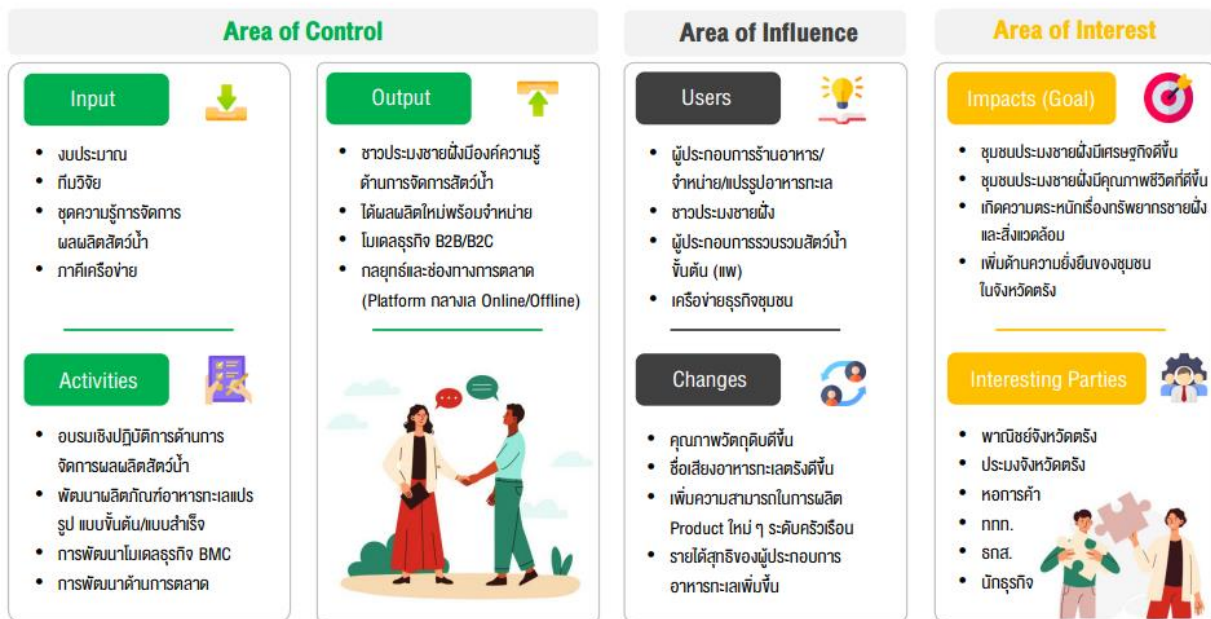 Area of Control
Input
• งบประมาณ
• ทีมวิจัย
• ชุดความรู้การจัดการ
ผลผลิตสัตว์น้ำ
• ภาคีเครือข่าย
Activities
• อบรมเชิงปฏิบัติการด้านการ
จัดการผลผลิตสัตว์น้ำ
• พัฒนาผลิตภัณฑ์อาหารทะเลแปร
รูป แบบขั้นต้น/แบบสำเร็จ
• การพัฒนาโมเดลธุรกิจ BMC
• การพัฒนาด้านการตลาด
Output
• ชาวประมงชายฝั่งมีองค์ความรู้
ด้านการจัดการสัตว์น้ำ
• ได้ผลผลิตใหม่พร้อมจำหน่าย
• โมเดลธุรกิจ B2B/B2C
• กลยุทธ์และช่องทางการตลาด
(Platform กลางเล Online/Offline)
Area of Influence
Users
• ผู้ประกอบการร้านอาหาร/
จำหน่าย/แปรรูปอาหารทะเล
• ชาวประมงชายฝั่ง
• ผู้ประกอบการรวบรวมสัตว์น้ำ
ขั้นต้น (แพ)
• เครือข่ายธุรกิจชุมชน
Changes
• คุณภาพวัตถุดิบดีขึ้น
• ชื่อเสียงอาหารทะเลตรังดีขึ้น
• เพิ่มความสามารถในการผลิต
Product ใหม่ ๆ ระดับครัวเรือน
• รายได้สุทธิของผู้ประกอบการ
อาหารทะเลเพิ่มขึ้น
Area of Interest
Impacts (Goal)
• ชุมชนประมงชายฝั่งมีเศรษฐกิจดีขึ้น
• ชุมชนประมงชายฝั่งมีคุณภาพชีวิตที่ดีขึ้น
• เกิดความตระหนักเรื่องทรัพยากรชายฝั่ง
และสิ่งแวดล้อม
• เพิ่มด้านความยั่งยืนของชุมชน
ในจังหวัดตรัง
Interesting Parties
• พาณิชย์จังหวัดตรัง
• ประมงจังหวัดตรัง
• หอการค้า
• ททท.
• ธกส.
• นักธุรกิจ